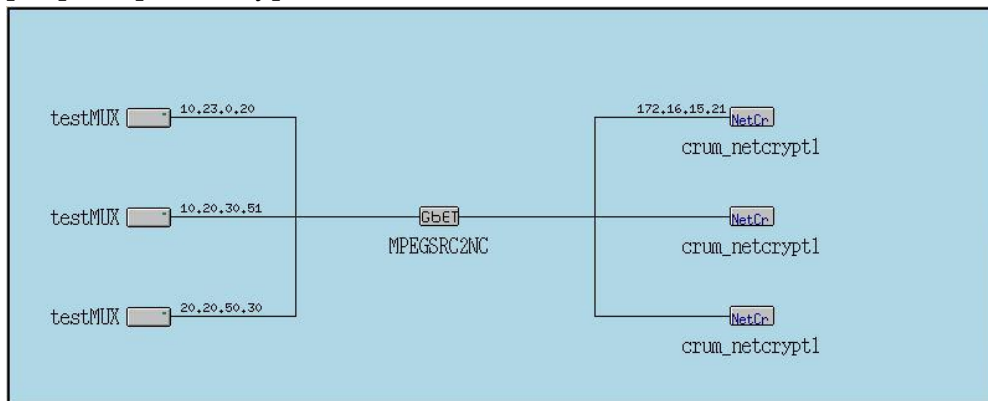 testMUX 10.23.0.20 172.16.15.21 NetCr
crum_netcrypt1
testMUX 10.20.30.51 GbET NetCr
MPEGSRC2NC crum_netcrypt1
testMUX 20.20.50.30 NetCr
crum_netcrypt1